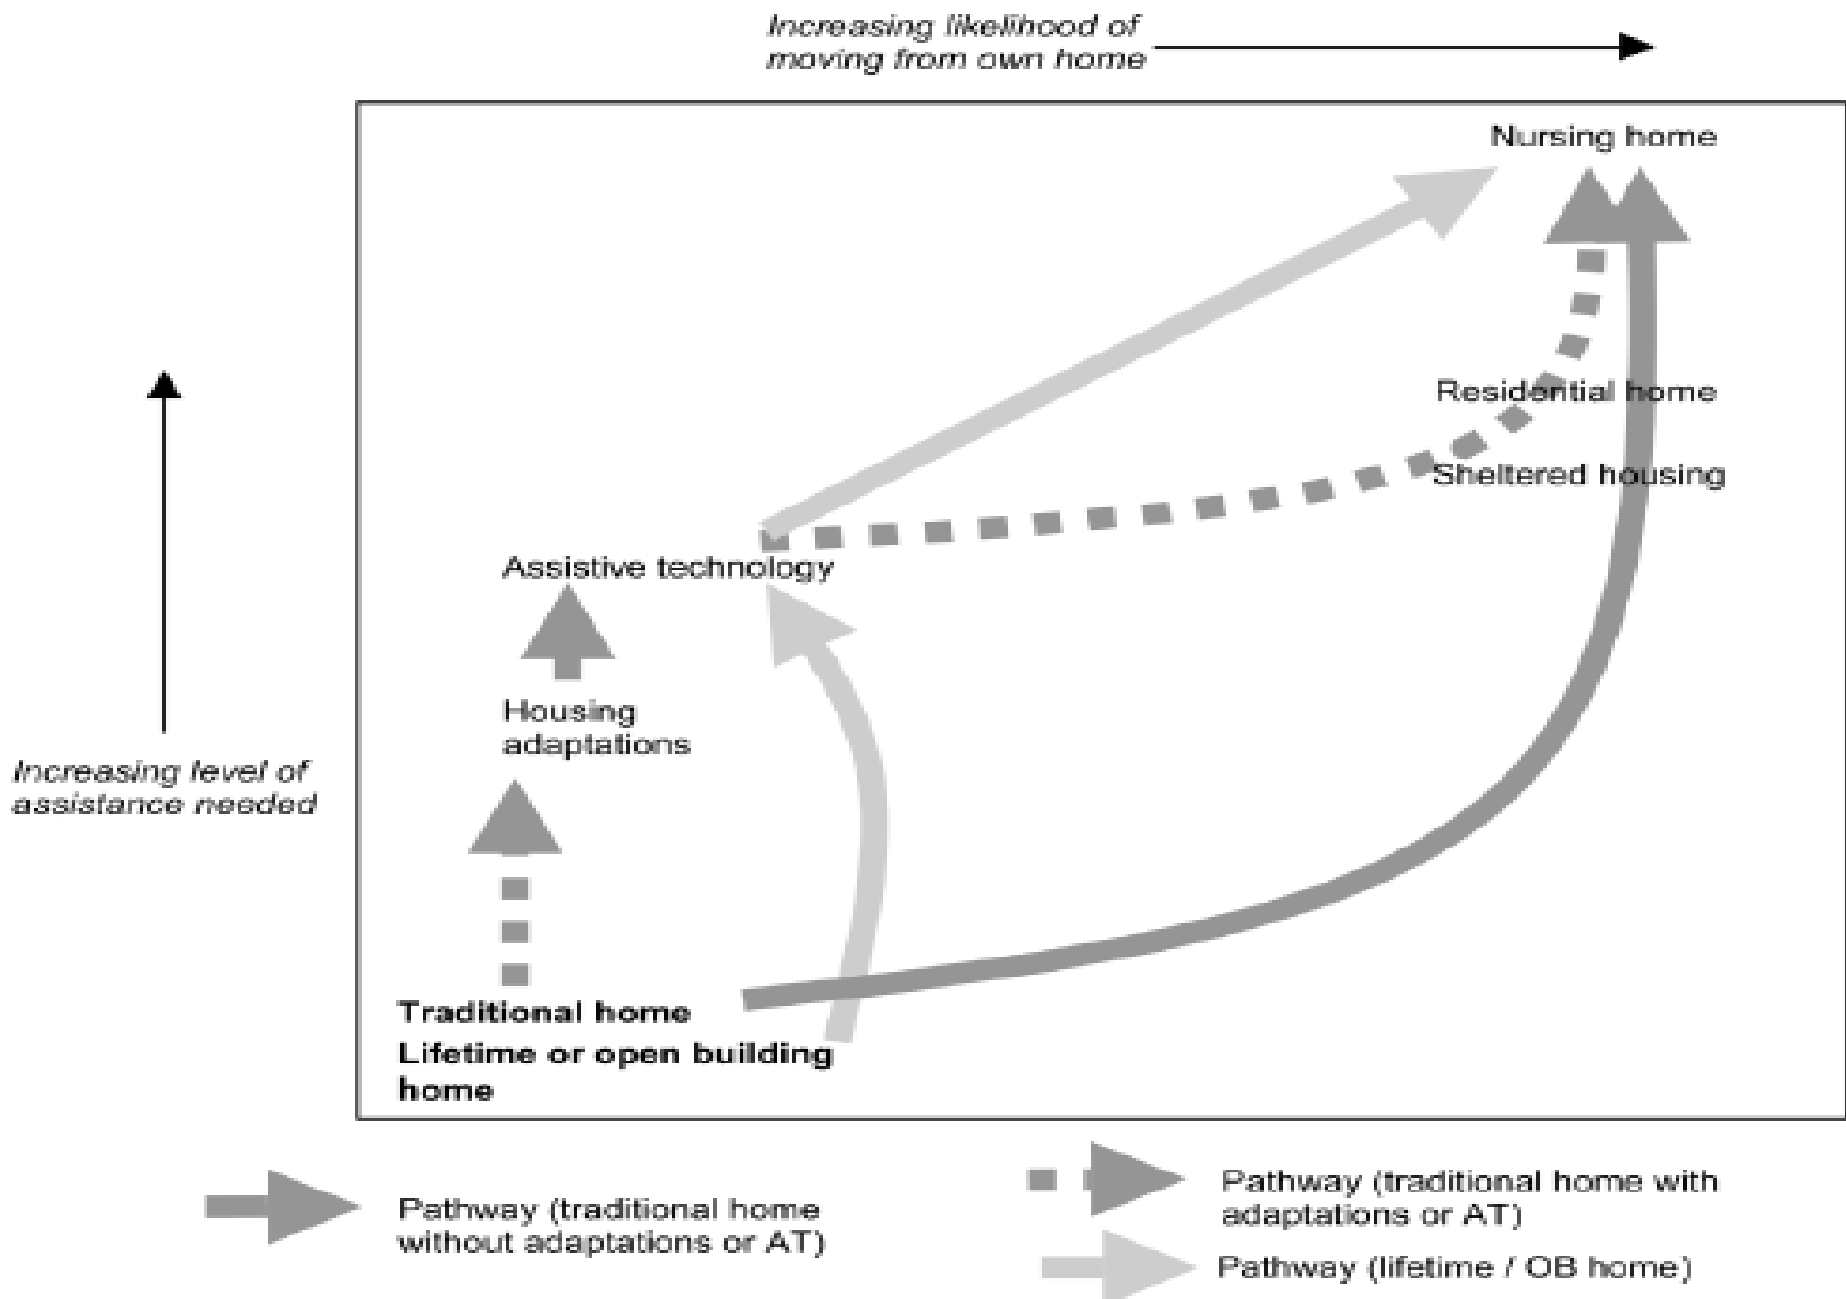 Increasing likelihood of
moving from own home
Nursing home
Residential home
Sheltered housing
Assistive technology
Housing
adaptations
Increasing level of
assistance needed
Traditional home
Lifetime or open building
home
Pathway (traditional home
without adaptations or AT)
Pathway (traditional home with
adaptations or AT)
Pathway (lifetime / OB home)